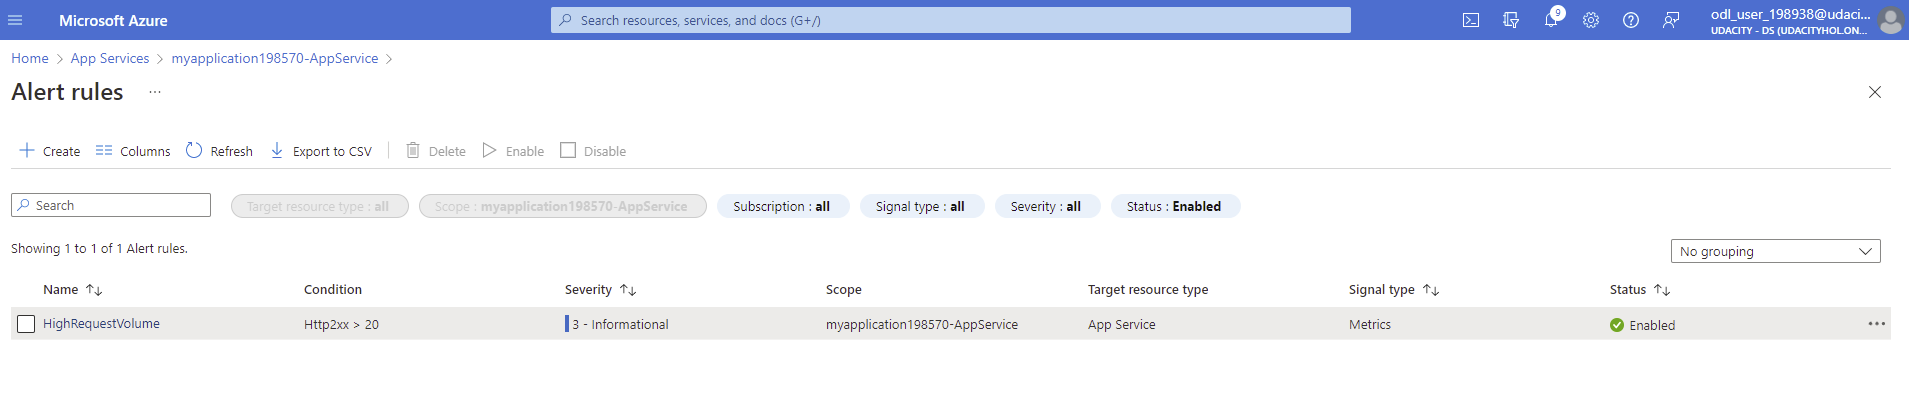 Microsoft Azure
Search resources, services, and docs (G+/)
9
odl_user_198938@udaci...
UDACITY - DS (UDACITYHOL.ON...
Home > App Services > myapplication198570-AppService >
Alert rules ...
Create Columns Refresh Export to CSV Delete Enable Disable
Search Target resource type : all Scope : myapplication198570-AppService Subscription : all Signal type : all Severity : all Status : Enabled
Showing 1 to 1 of 1 Alert rules.
No grouping
Name Condition Severity Scope Target resource type Signal type Status
HighRequestVolume Http2xx > 20 3 - Informational myapplication198570-AppService App Service Metrics Enabled ...